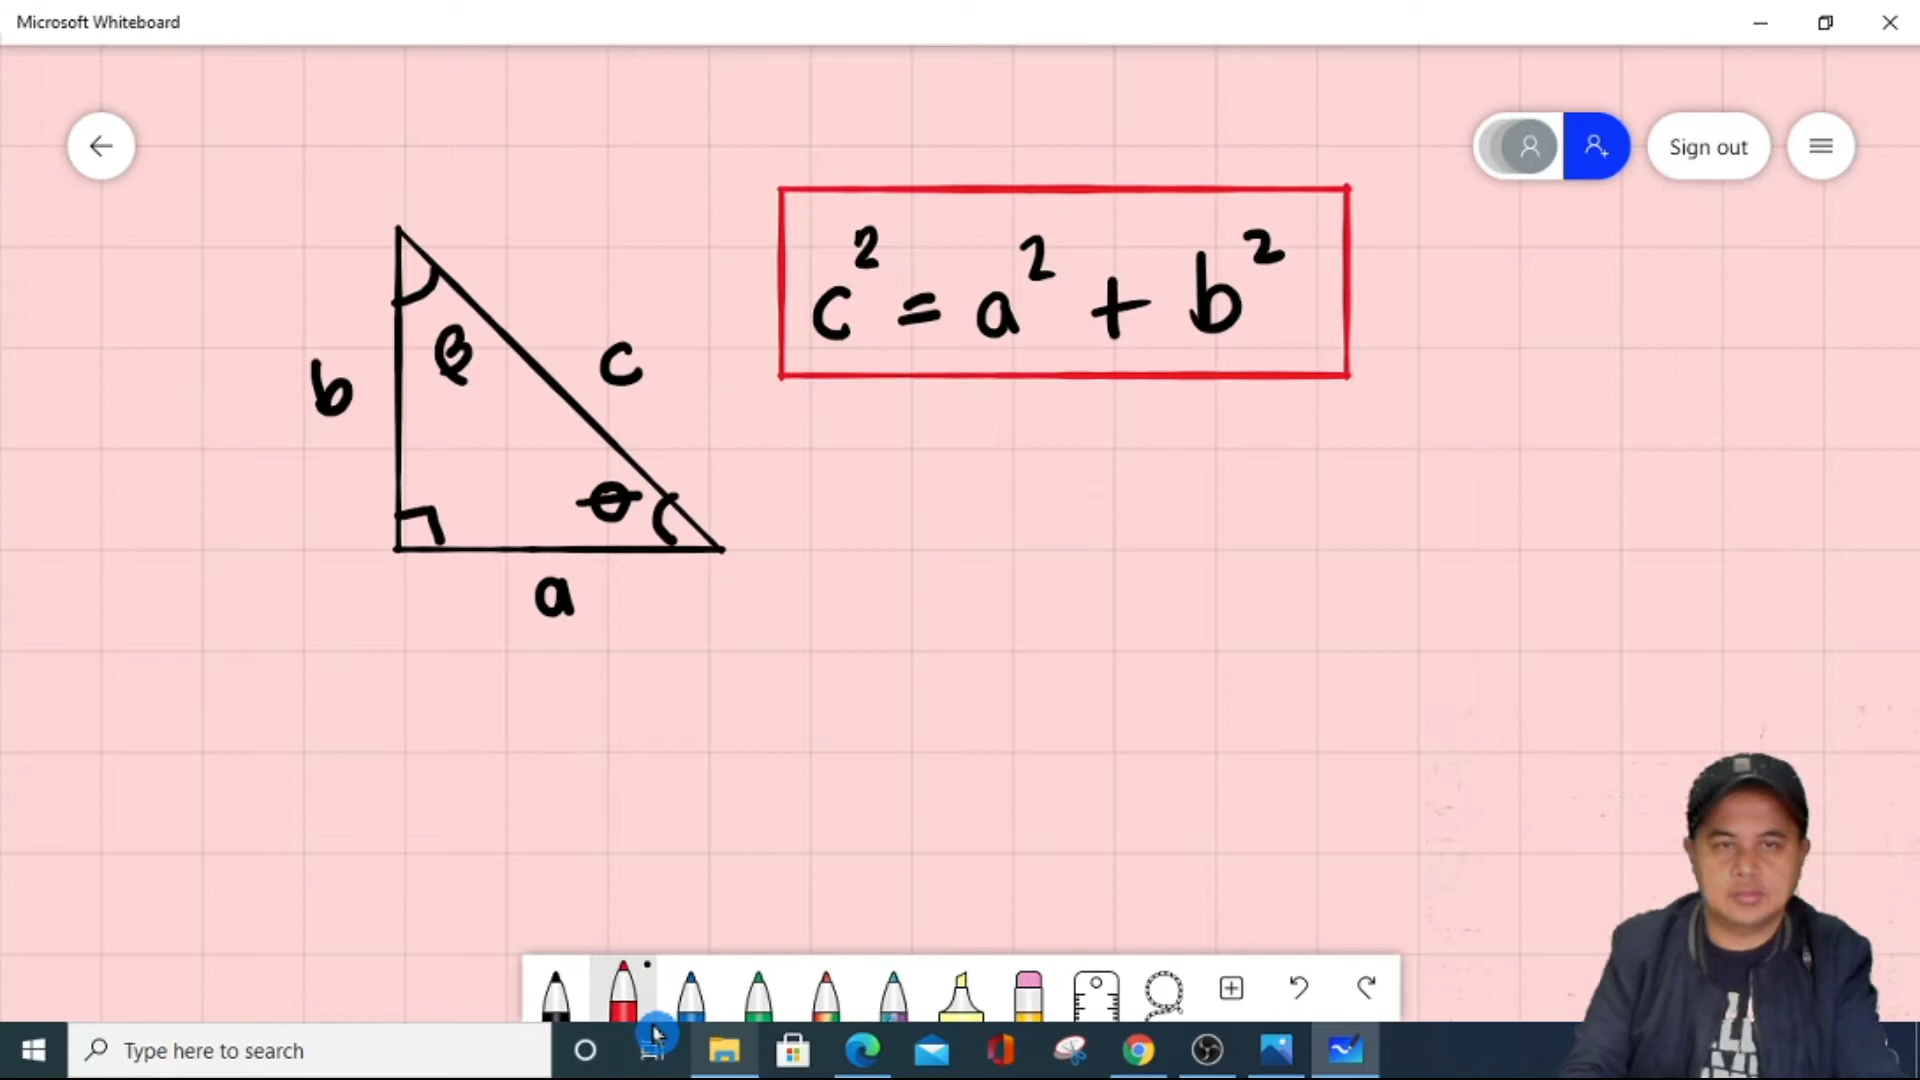 Microsoft Whiteboard
Sign out
c² = a² + b²
β
c
b
θ
a
Type here to search